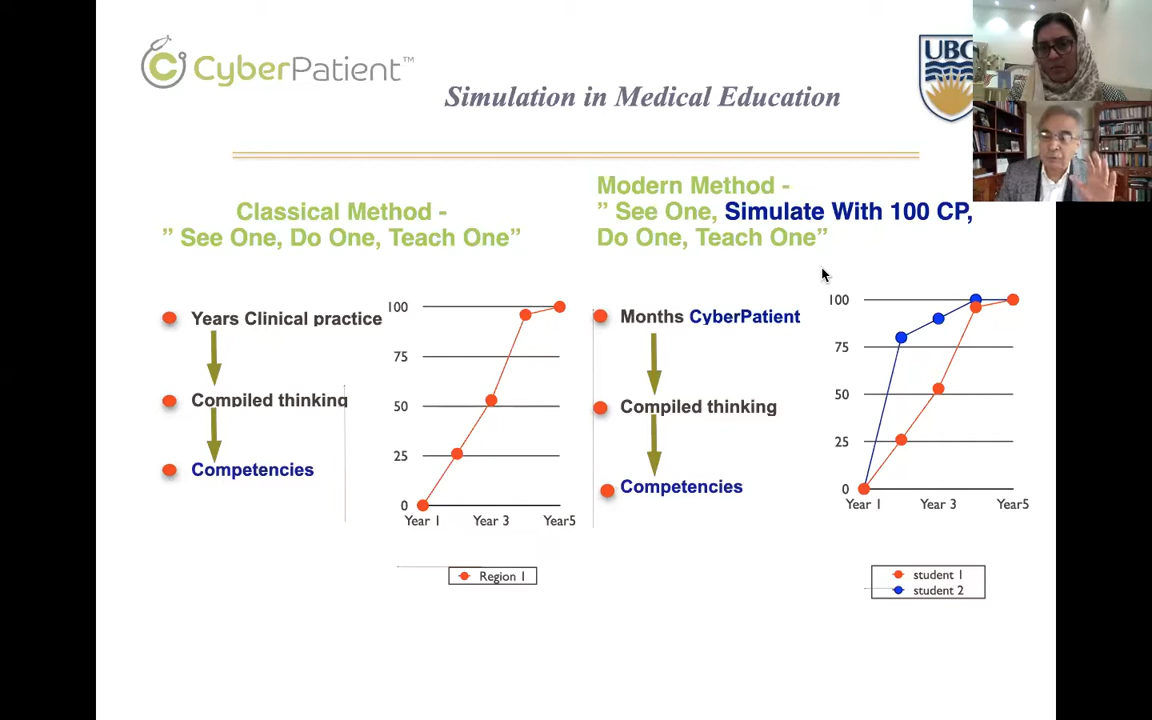 CyberPatient™
UBC
Simulation in Medical Education
Classical Method -
” See One, Do One, Teach One”
Years Clinical practice
Compiled thinking
Competencies
100
75
50
25
0
Year 1 Year 3 Year5
Region 1
Modern Method -
” See One, Simulate With 100 CP,
Do One, Teach One”
Months CyberPatient
Compiled thinking
Competencies
100
75
50
25
0
Year 1 Year 3 Year5
student 1
student 2